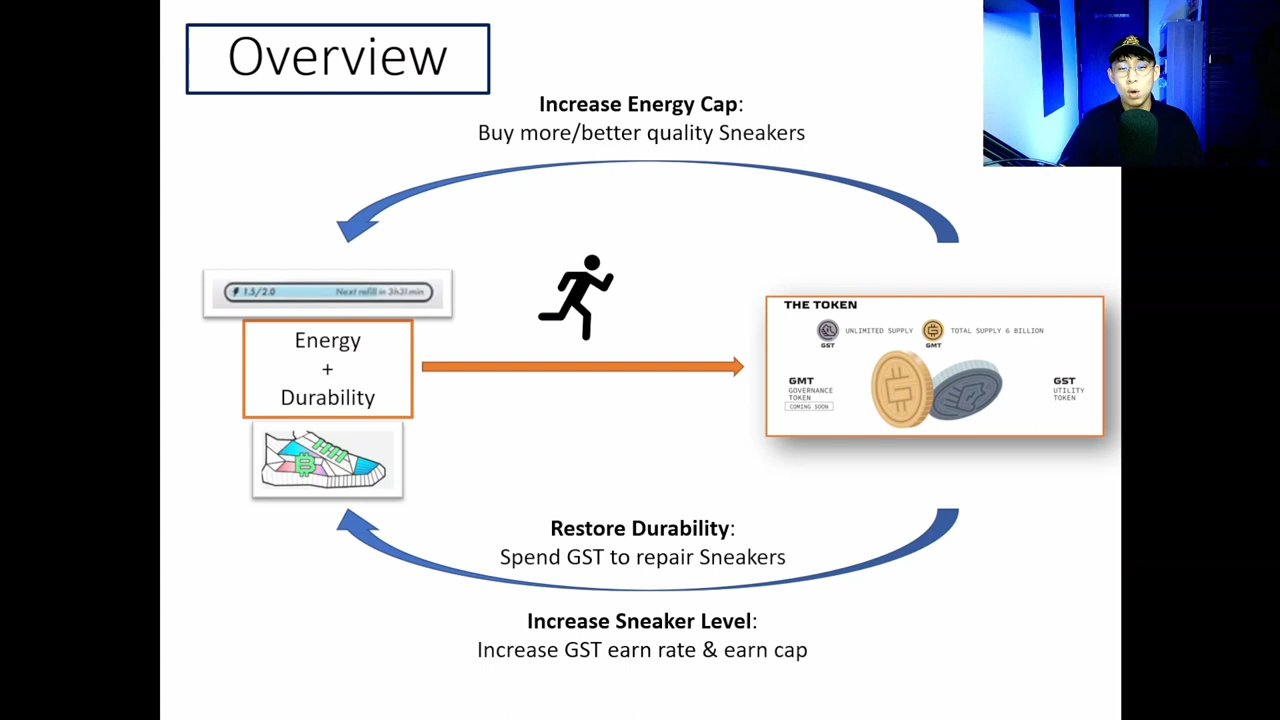 Overview
Increase Energy Cap:
Buy more/better quality Sneakers
1.5/2.0
Next refill in 3h31min
Energy
+
Durability
THE TOKEN
UNLIMITED SUPPLY
TOTAL SUPPLY 6 BILLION
GST
GMT
GMT
GOVERNANCE
TOKEN
COMING SOON
GST
UTILITY
TOKEN
Restore Durability:
Spend GST to repair Sneakers
Increase Sneaker Level:
Increase GST earn rate & earn cap